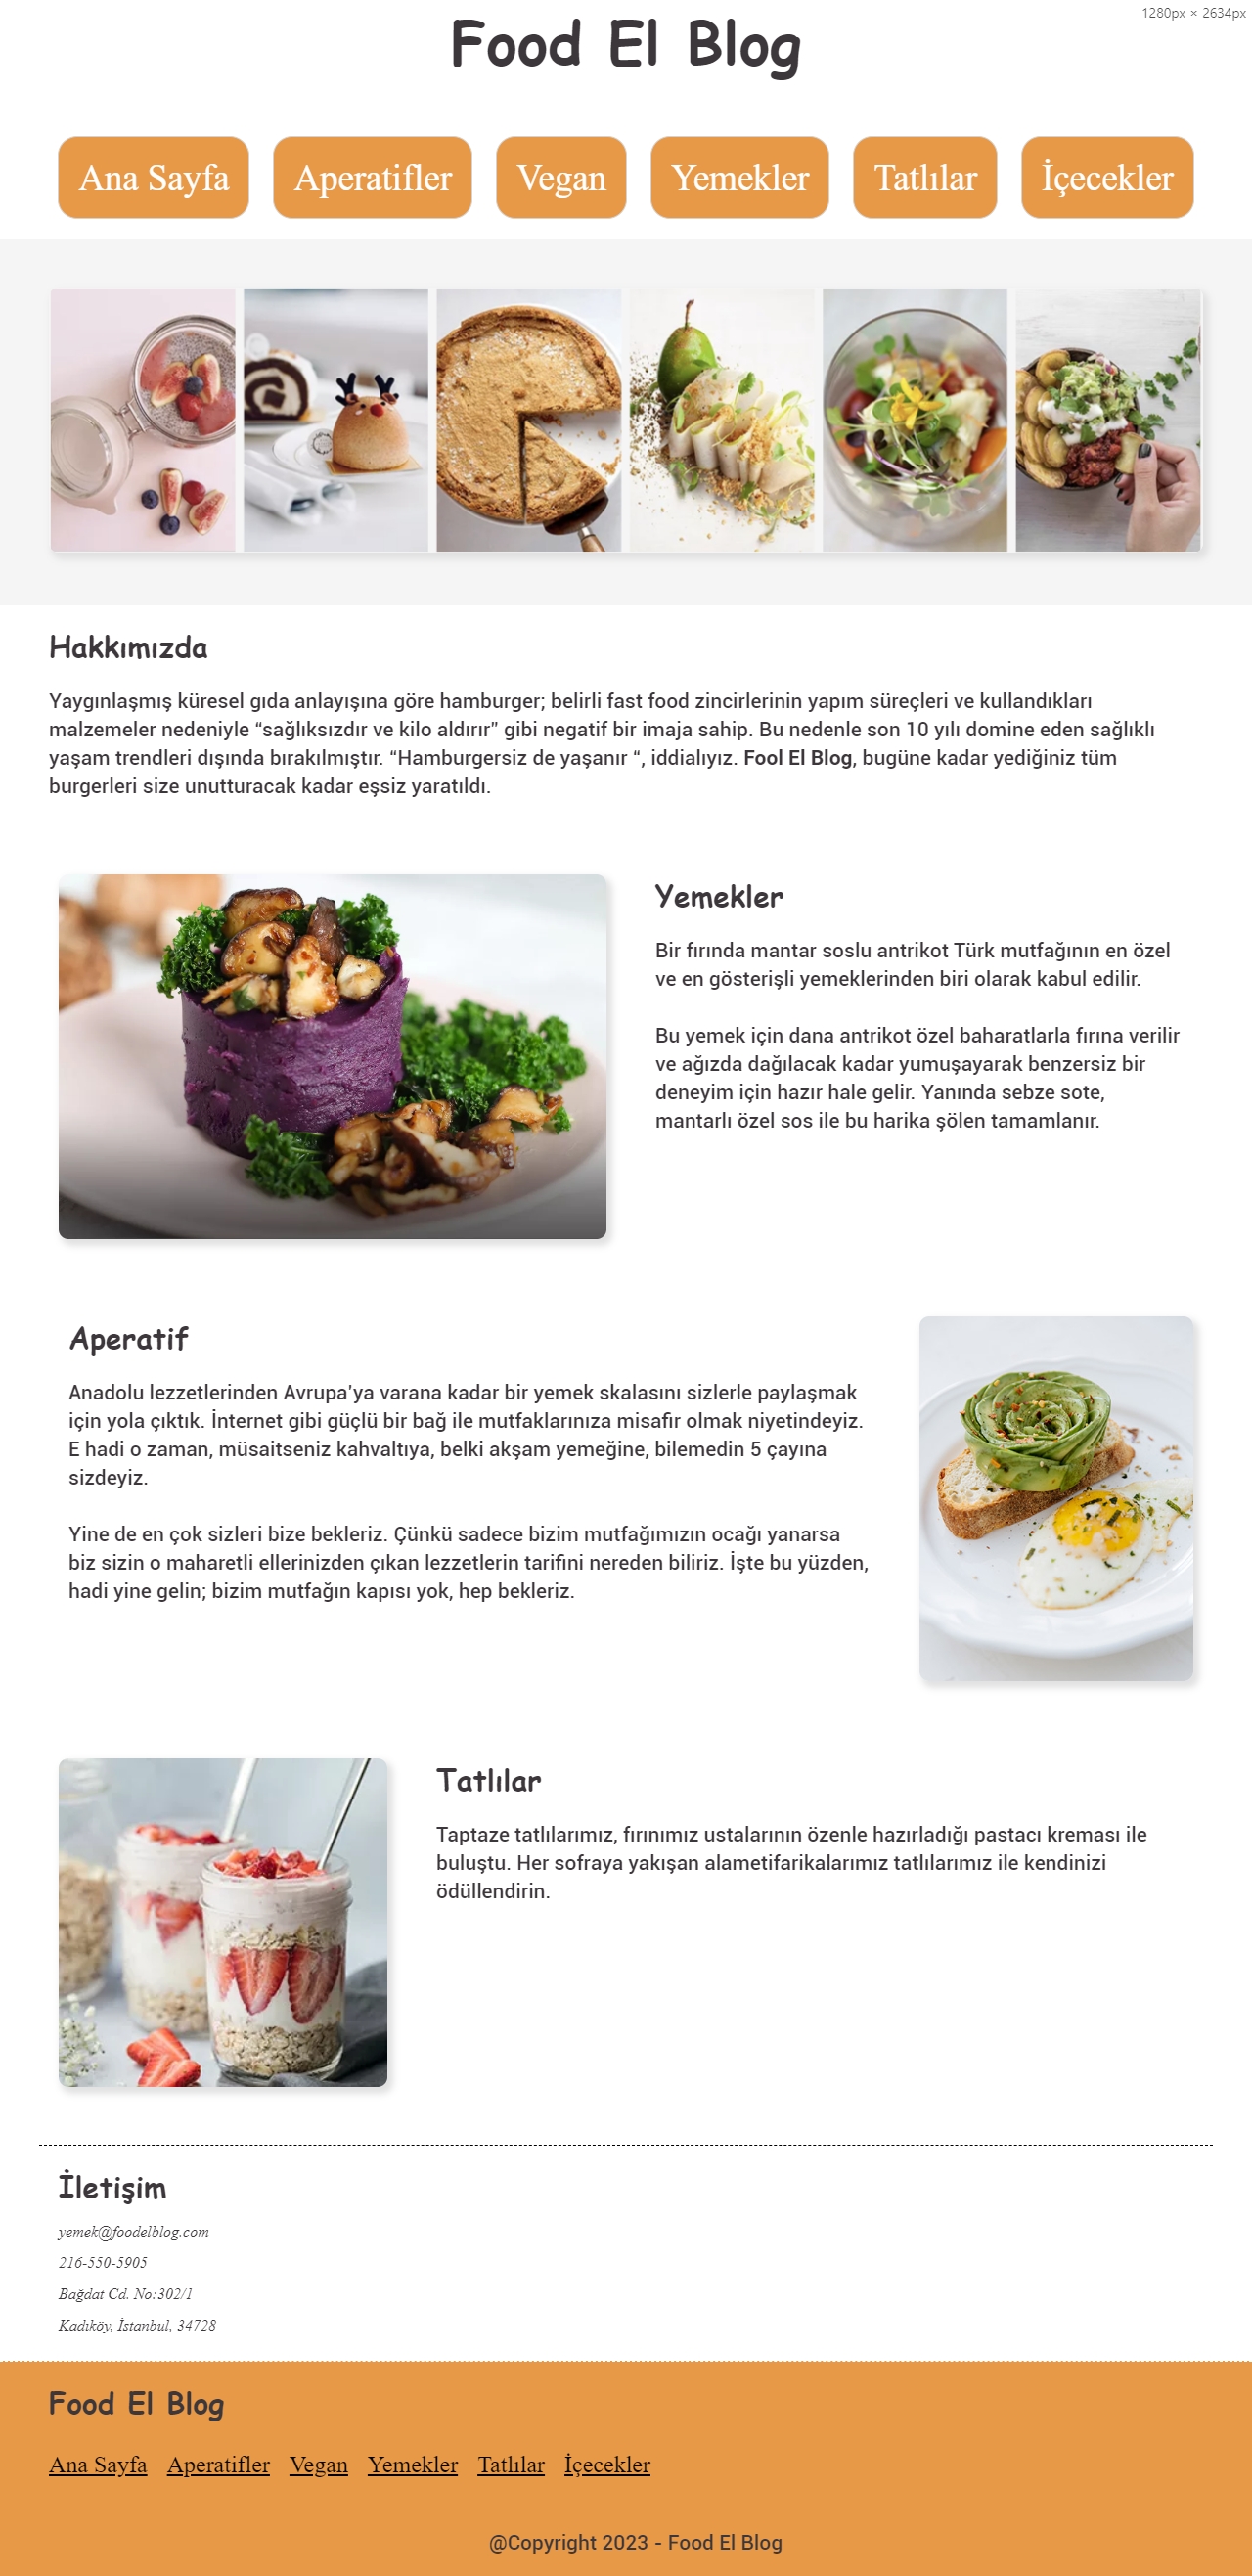 1280px × 2634px
Food El Blog
Ana Sayfa Aperatifler Vegan Yemekler Tatlılar İçecekler
Hakkımızda
Yaygınlaşmış küresel gıda anlayışına göre hamburger; belirli fast food zincirlerinin yapım süreçleri ve kullandıkları
malzemeler nedeniyle “sağlıksızdır ve kilo aldırır” gibi negatif bir imaja sahip. Bu nedenle son 10 yılı domine eden sağlıklı
yaşam trendleri dışında bırakılmıştır. “Hamburgersiz de yaşanır “, iddialıyız. Fool El Blog, bugüne kadar yediğiniz tüm
burgerleri size unutturacak kadar eşsiz yaratıldı.
Yemekler
Bir fırında mantar soslu antrikot Türk mutfağının en özel
ve en gösterişli yemeklerinden biri olarak kabul edilir.
Bu yemek için dana antrikot özel baharatlarla fırına verilir
ve ağızda dağılacak kadar yumuşayarak benzersiz bir
deneyim için hazır hale gelir. Yanında sebze sote,
mantarlı özel sos ile bu harika şölen tamamlanır.
Aperatif
Anadolu lezzetlerinden Avrupa'ya varana kadar bir yemek skalasını sizlerle paylaşmak
için yola çıktık. İnternet gibi güçlü bir bağ ile mutfaklarınıza misafir olmak niyetindeyiz.
E hadi o zaman, müsaitseniz kahvaltıya, belki akşam yemeğine, bilemedin 5 çayına
sizdeyiz.
Yine de en çok sizleri bize bekleriz. Çünkü sadece bizim mutfağımızın ocağı yanarsa
biz sizin o maharetli ellerinizden çıkan lezzetlerin tarifini nereden biliriz. İşte bu yüzden,
hadi yine gelin; bizim mutfağın kapısı yok, hep bekleriz.
Tatlılar
Taptaze tatlılarımız, fırınımız ustalarının özenle hazırladığı pastacı kreması ile
buluştu. Her sofraya yakışan alametifarikalarımız tatlılarımız ile kendinizi
ödüllendirin.
İletişim
yemek@foodelblog.com
216-550-5905
Bağdat Cd. No:302/1
Kadıköy, İstanbul, 34728
Food El Blog
Ana Sayfa Aperatifler Vegan Yemekler Tatlılar İçecekler
@Copyright 2023 - Food El Blog